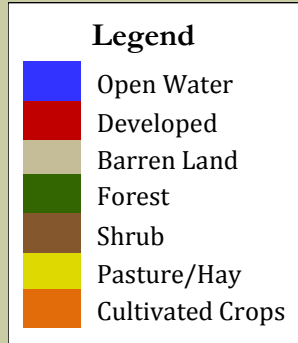 Legend
Open Water
Developed
Barren Land
Forest
Shrub
Pasture/Hay
Cultivated Crops